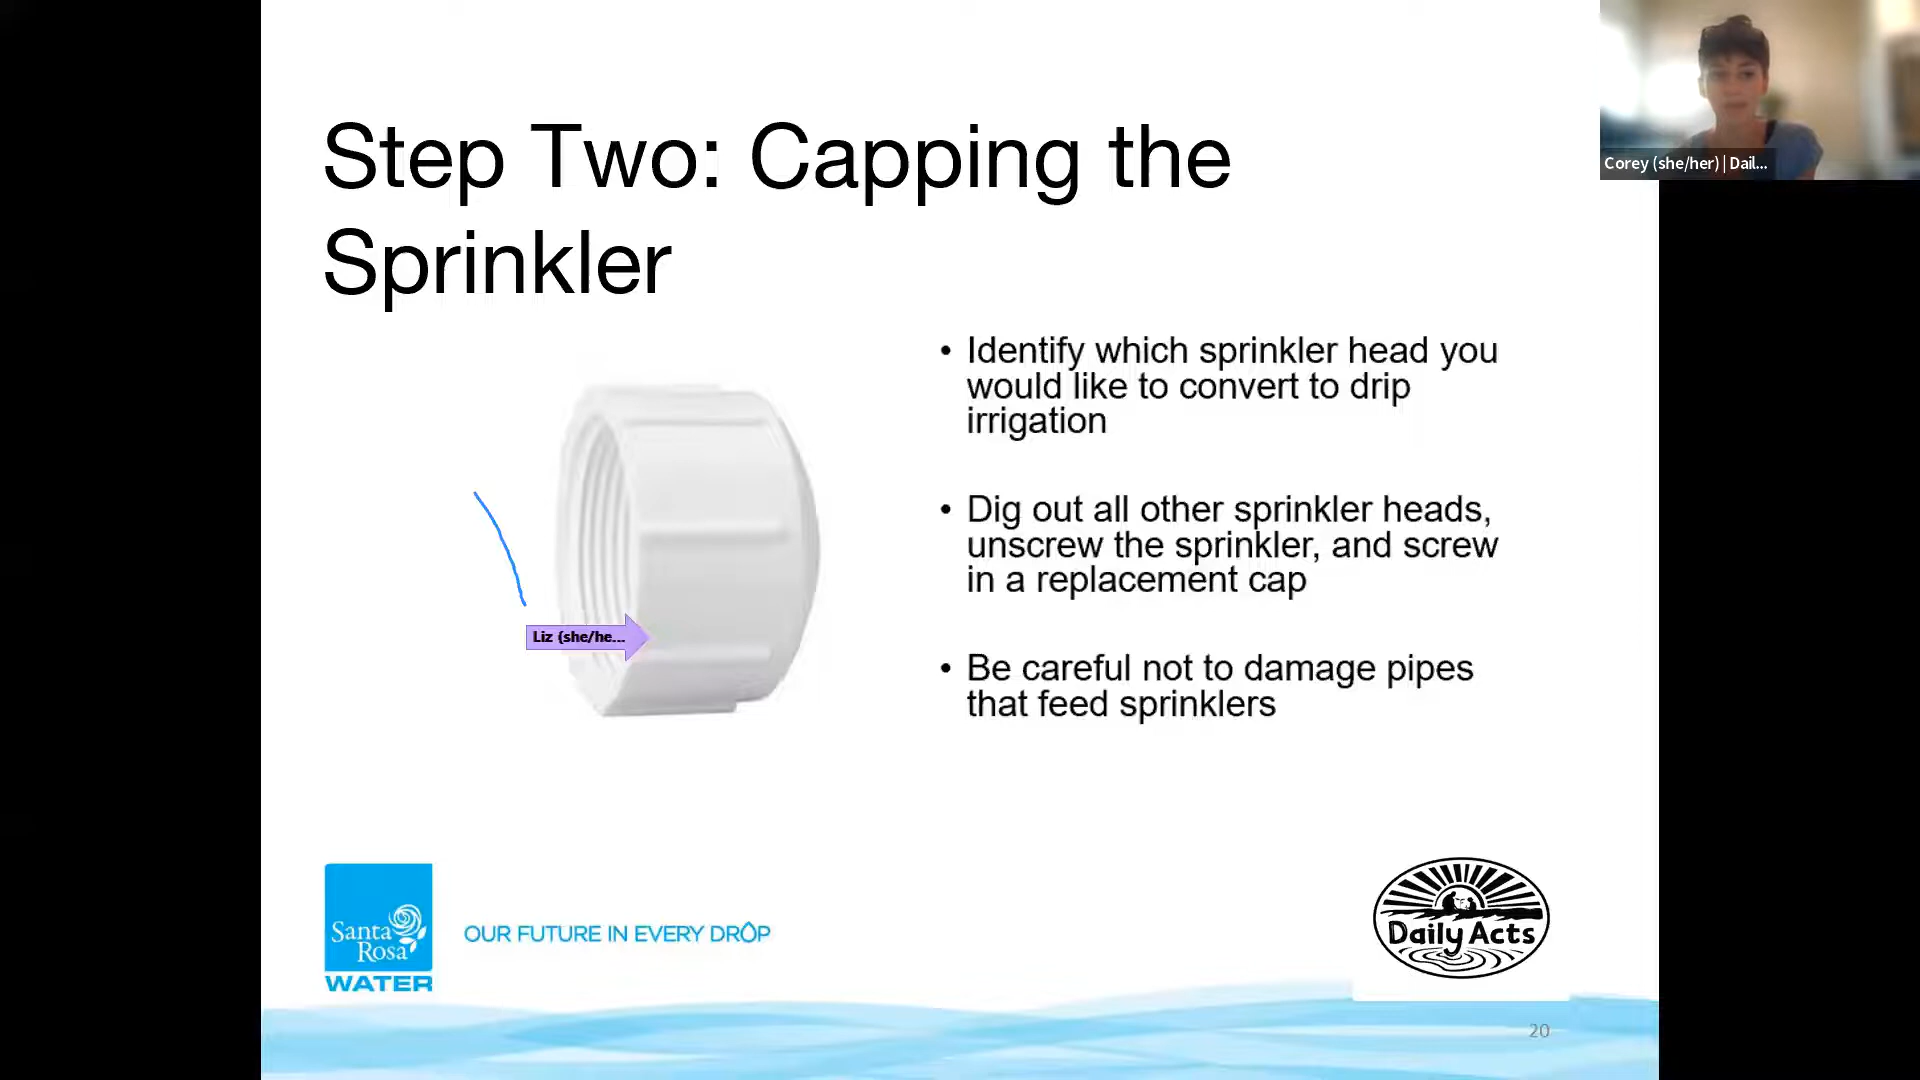 Corey (she/her) | Dail...
Step Two: Capping the
Sprinkler
• Identify which sprinkler head you
would like to convert to drip
irrigation
• Dig out all other sprinkler heads,
unscrew the sprinkler, and screw
in a replacement cap
• Be careful not to damage pipes
that feed sprinklers
Liz (she/he...
Santa
Rosa
WATER
OUR FUTURE IN EVERY DROP
Daily Acts
20